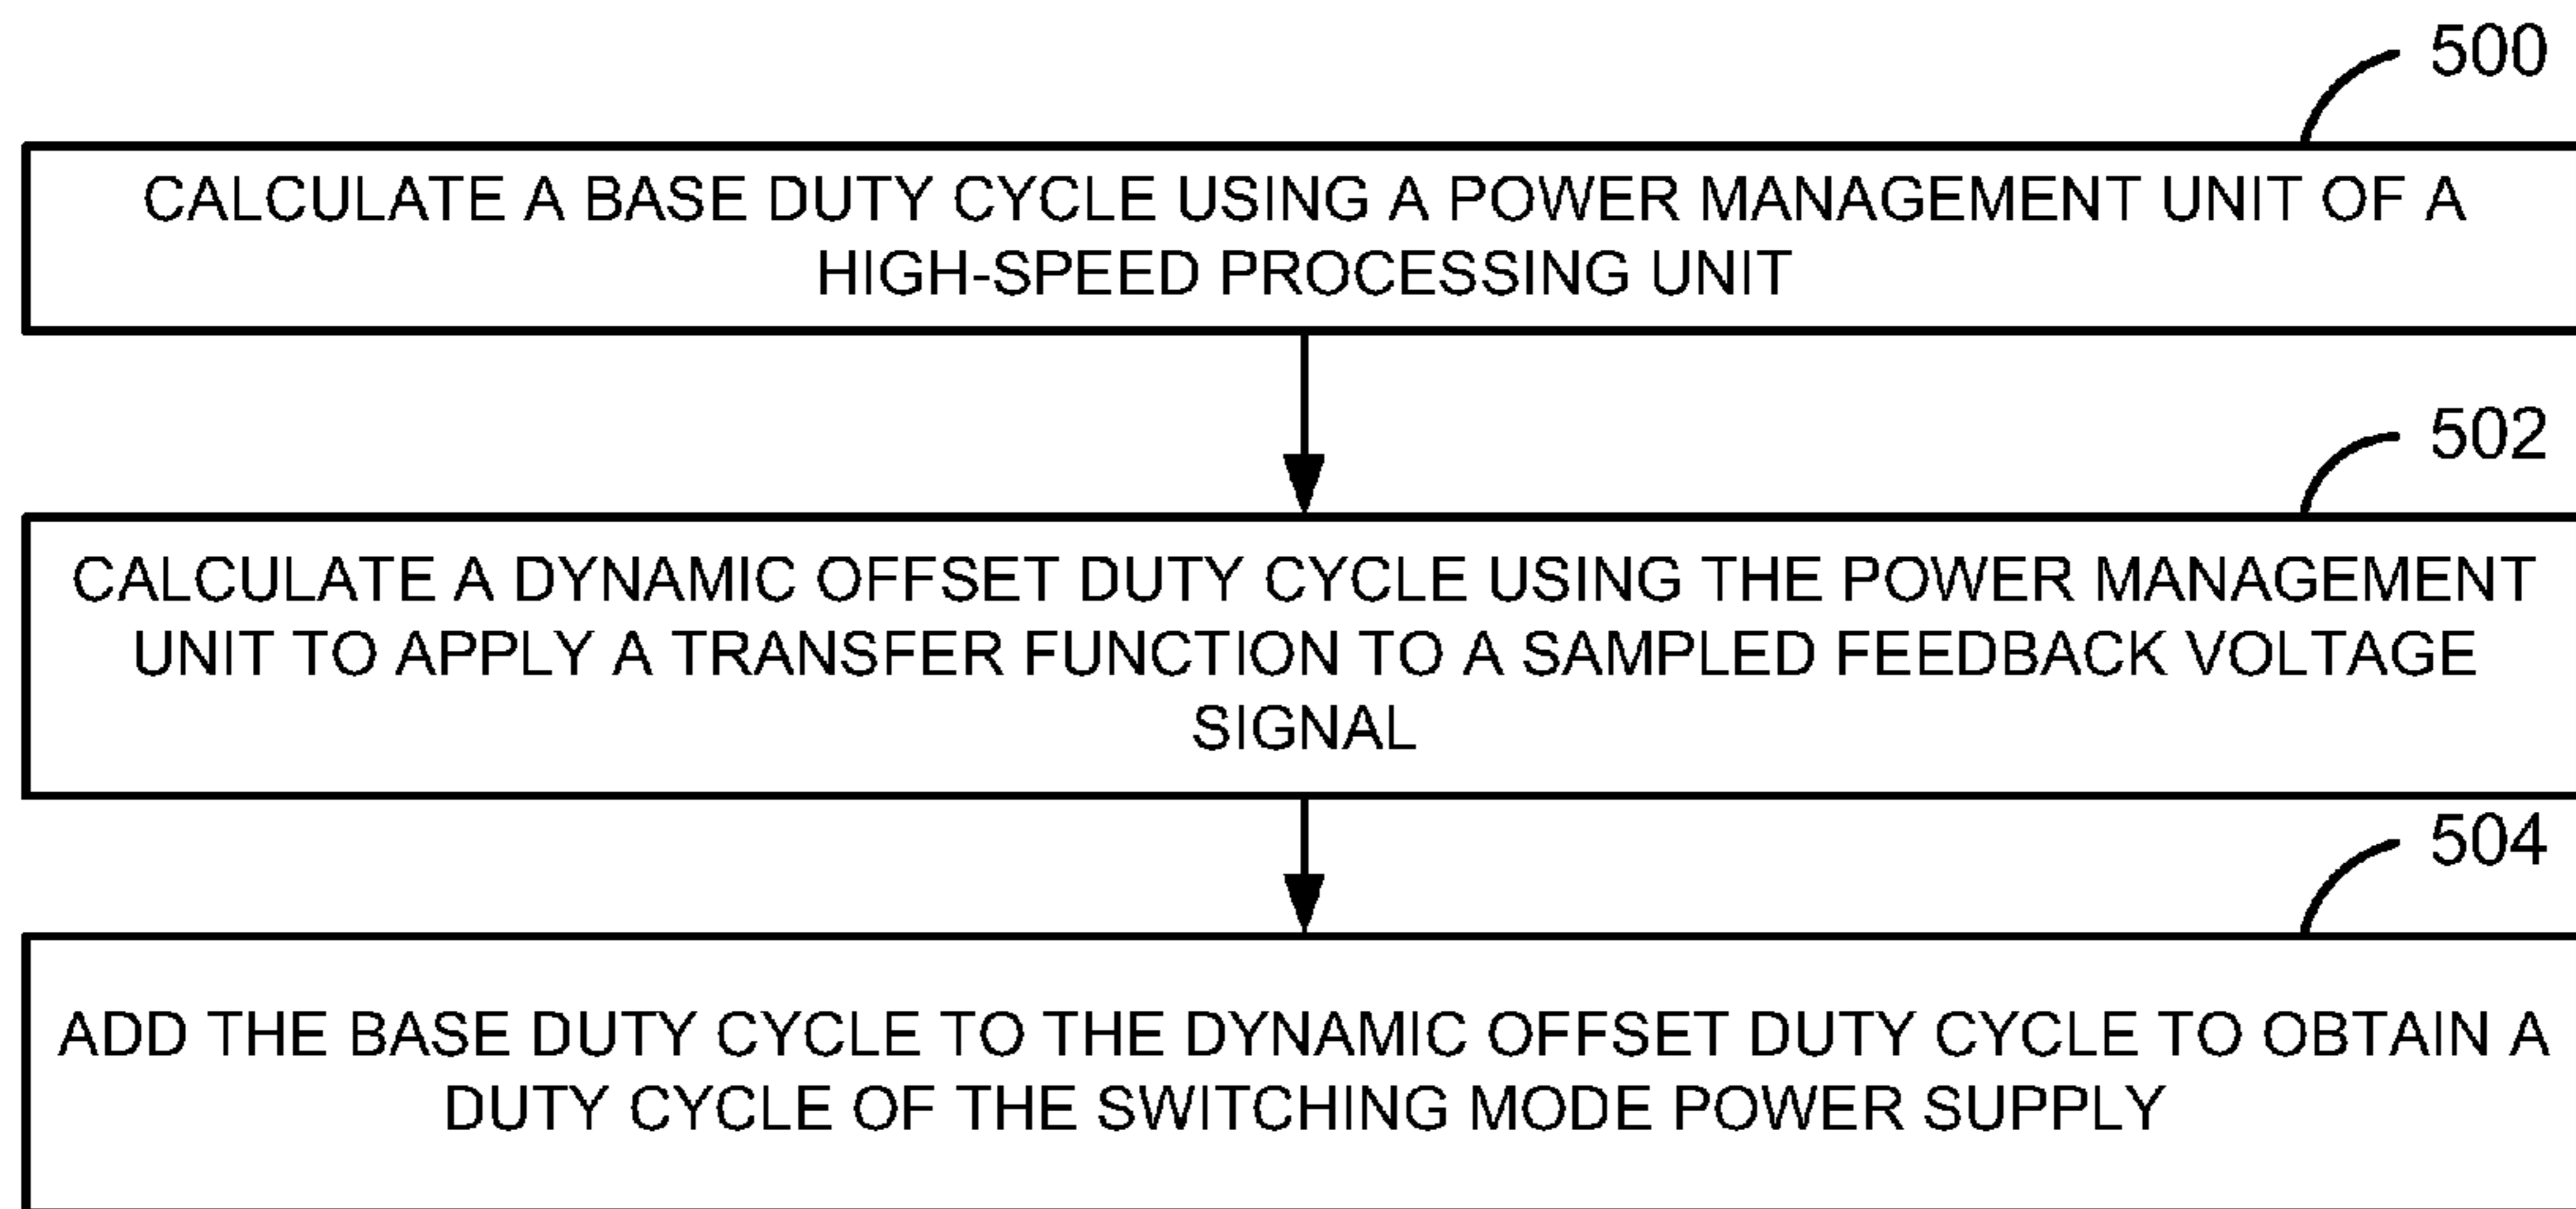 500
CALCULATE A BASE DUTY CYCLE USING A POWER MANAGEMENT UNIT OF A
HIGH-SPEED PROCESSING UNIT
502
CALCULATE A DYNAMIC OFFSET DUTY CYCLE USING THE POWER MANAGEMENT
UNIT TO APPLY A TRANSFER FUNCTION TO A SAMPLED FEEDBACK VOLTAGE
SIGNAL
504
ADD THE BASE DUTY CYCLE TO THE DYNAMIC OFFSET DUTY CYCLE TO OBTAIN A
DUTY CYCLE OF THE SWITCHING MODE POWER SUPPLY